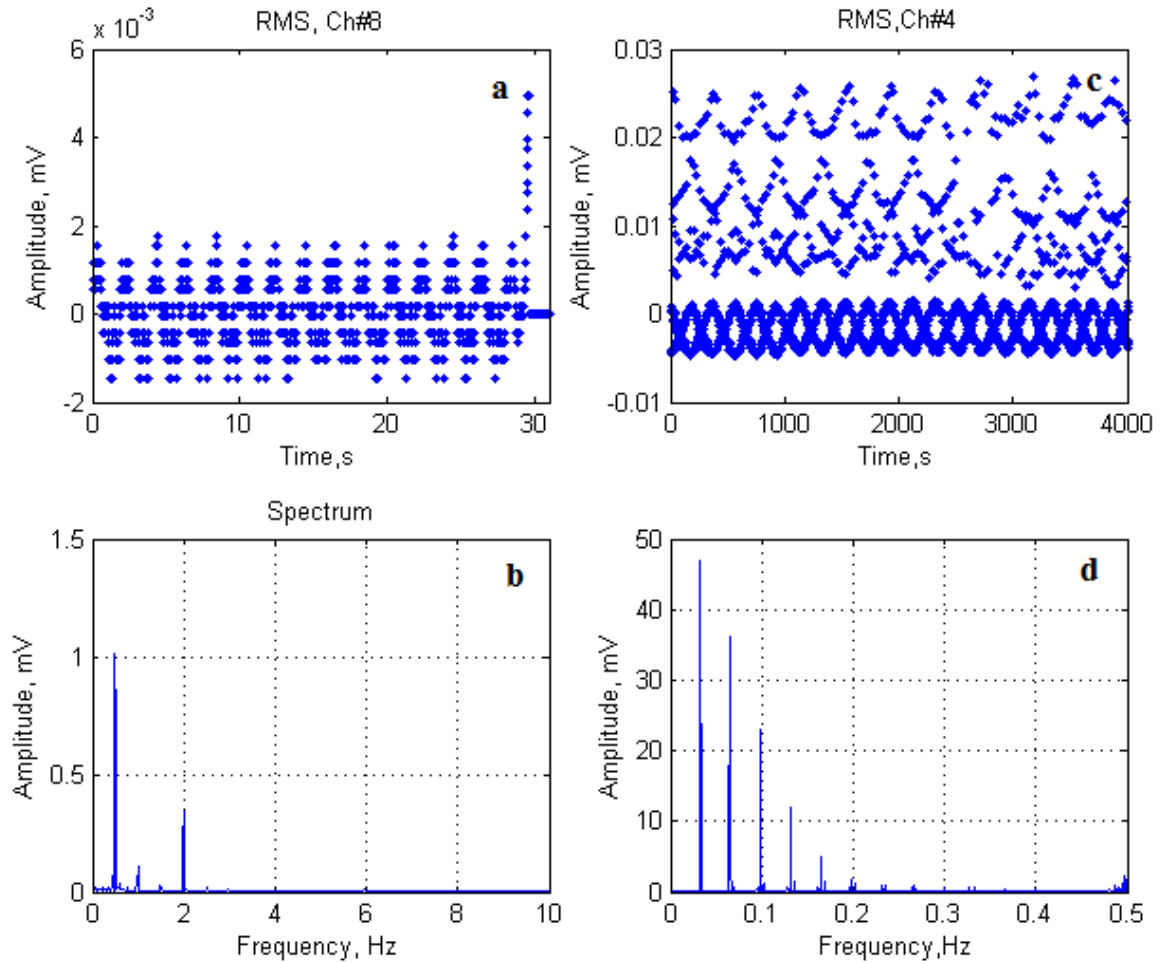 RMS, Ch#8
x 10^-3
a
6
4
2
0
-2
Amplitude, mV
0 10 20 30
Time,s
RMS,Ch#4
c
0.03
0.02
0.01
0
-0.01
Amplitude, mV
0 1000 2000 3000 4000
Time,s
Spectrum
b
1.5
1
0.5
0
Amplitude, mV
0 2 4 6 8 10
Frequency, Hz
d
50
40
30
20
10
0
Amplitude, mV
0 0.1 0.2 0.3 0.4 0.5
Frequency,Hz